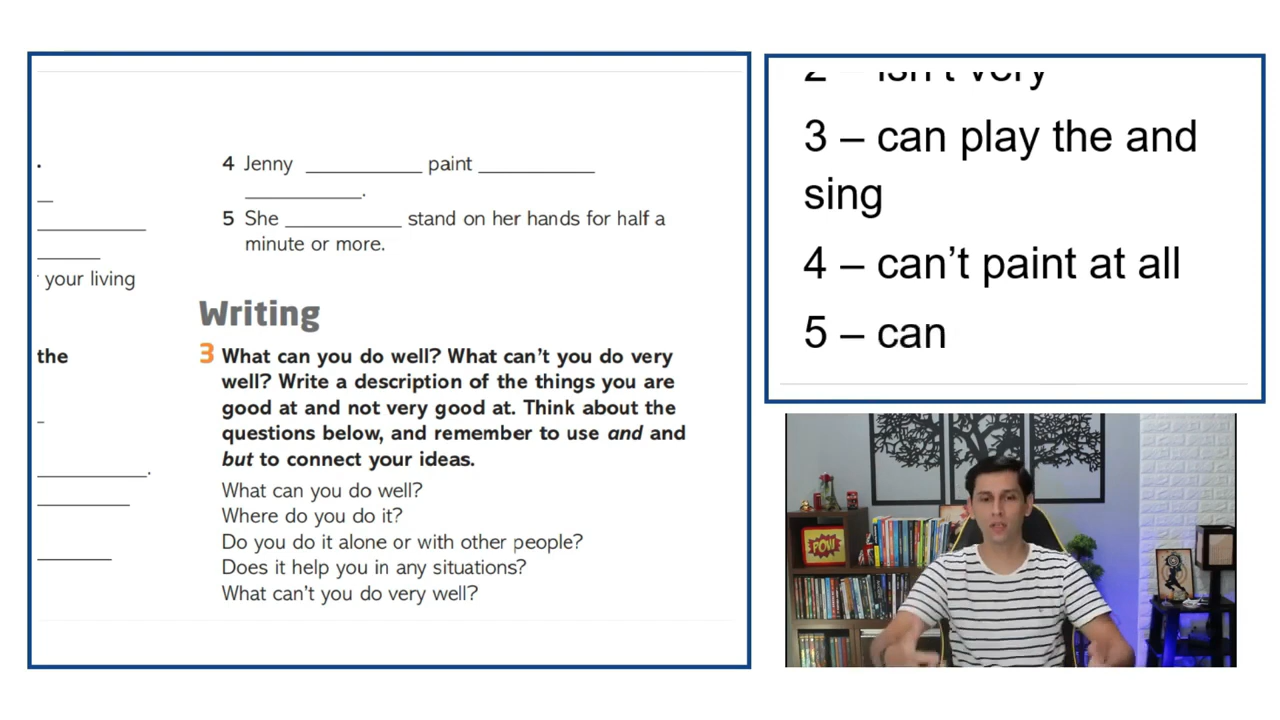 .
4 Jenny ___________ paint ___________
___________.
5 She ___________ stand on her hands for half a
minute or more.
your living
Writing
the
3 What can you do well? What can't you do very
well? Write a description of the things you are
good at and not very good at. Think about the
questions below, and remember to use and and
but to connect your ideas.
What can you do well?
Where do you do it?
Do you do it alone or with other people?
Does it help you in any situations?
What can't you do very well?
2 – isn't very
3 – can play the and
sing
4 – can't paint at all
5 – can
POW!